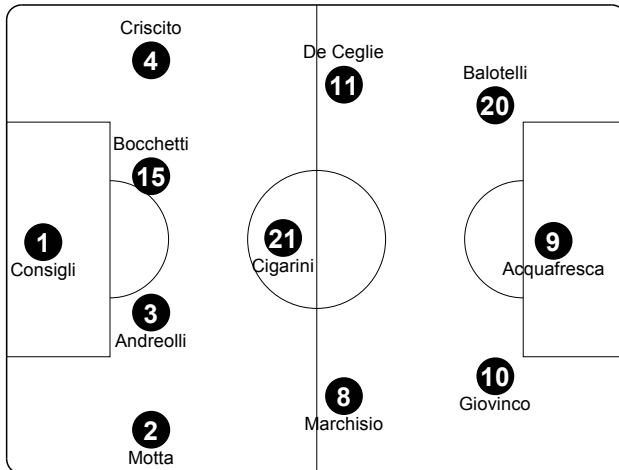 Criscito
4
De Ceglie
11
Balotelli
20
Bocchetti
15
1
Consigli
21
Cigarini
9
Acquafresca
3
Andreolli
8
Marchisio
10
Giovinco
2
Motta